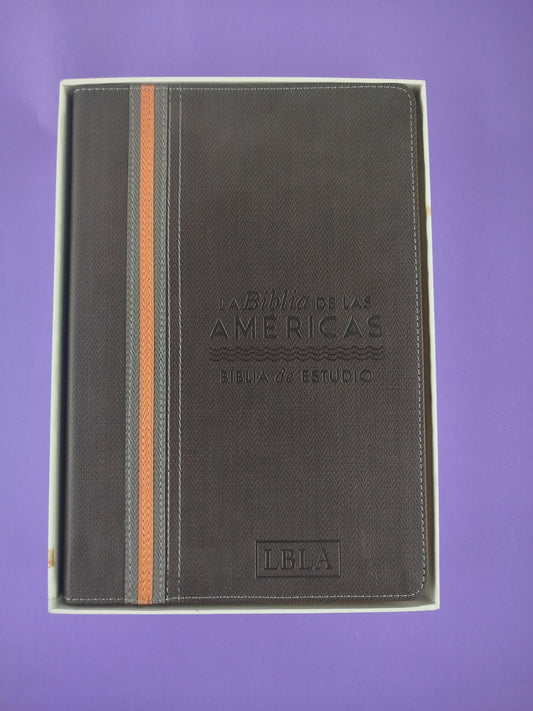 LA Biblia DE LAS
AMÉRICAS
BIBLIA de ESTUDIO
LBLA